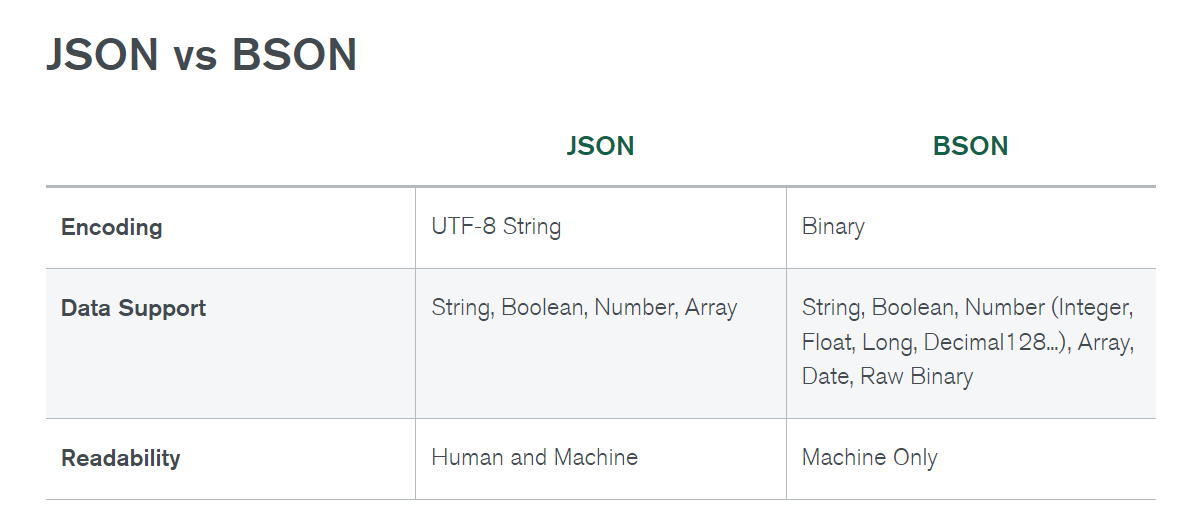 JSON vs BSON
JSON BSON
Encoding UTF-8 String Binary
Data Support String, Boolean, Number, Array String, Boolean, Number (Integer,
Float, Long, Decimal128...), Array,
Date, Raw Binary
Readability Human and Machine Machine Only